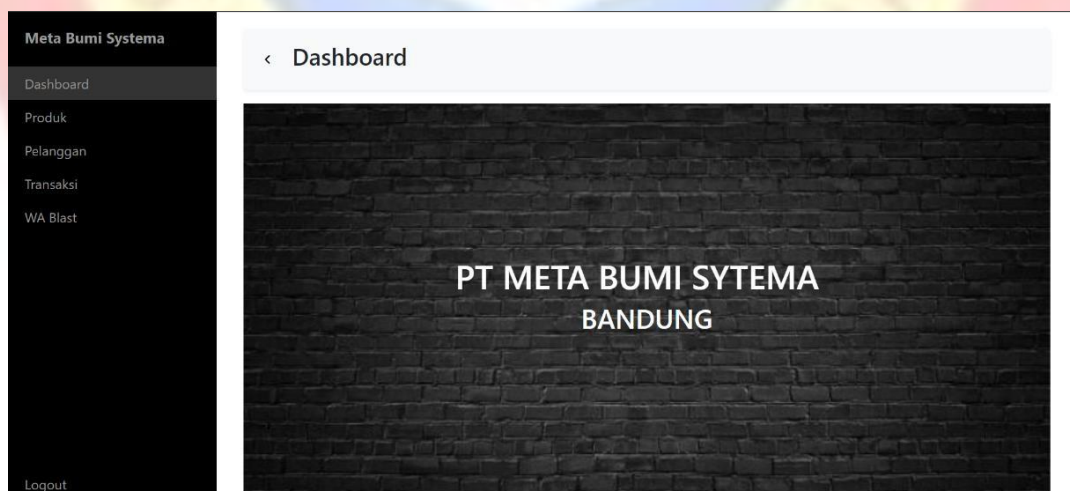 Meta Bumi Systema
Dashboard
Produk
Pelanggan
Transaksi
WA Blast
Logout
Dashboard
PT META BUMI SYTEMA
BANDUNG